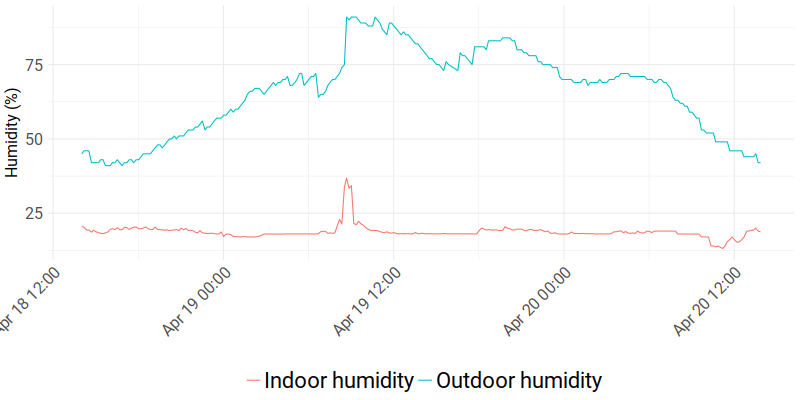 Humidity (%)
75
50
25
Apr 18 12:00
Apr 19 00:00
Apr 19 12:00
Apr 20 00:00
Apr 20 12:00
Indoor humidity
Outdoor humidity